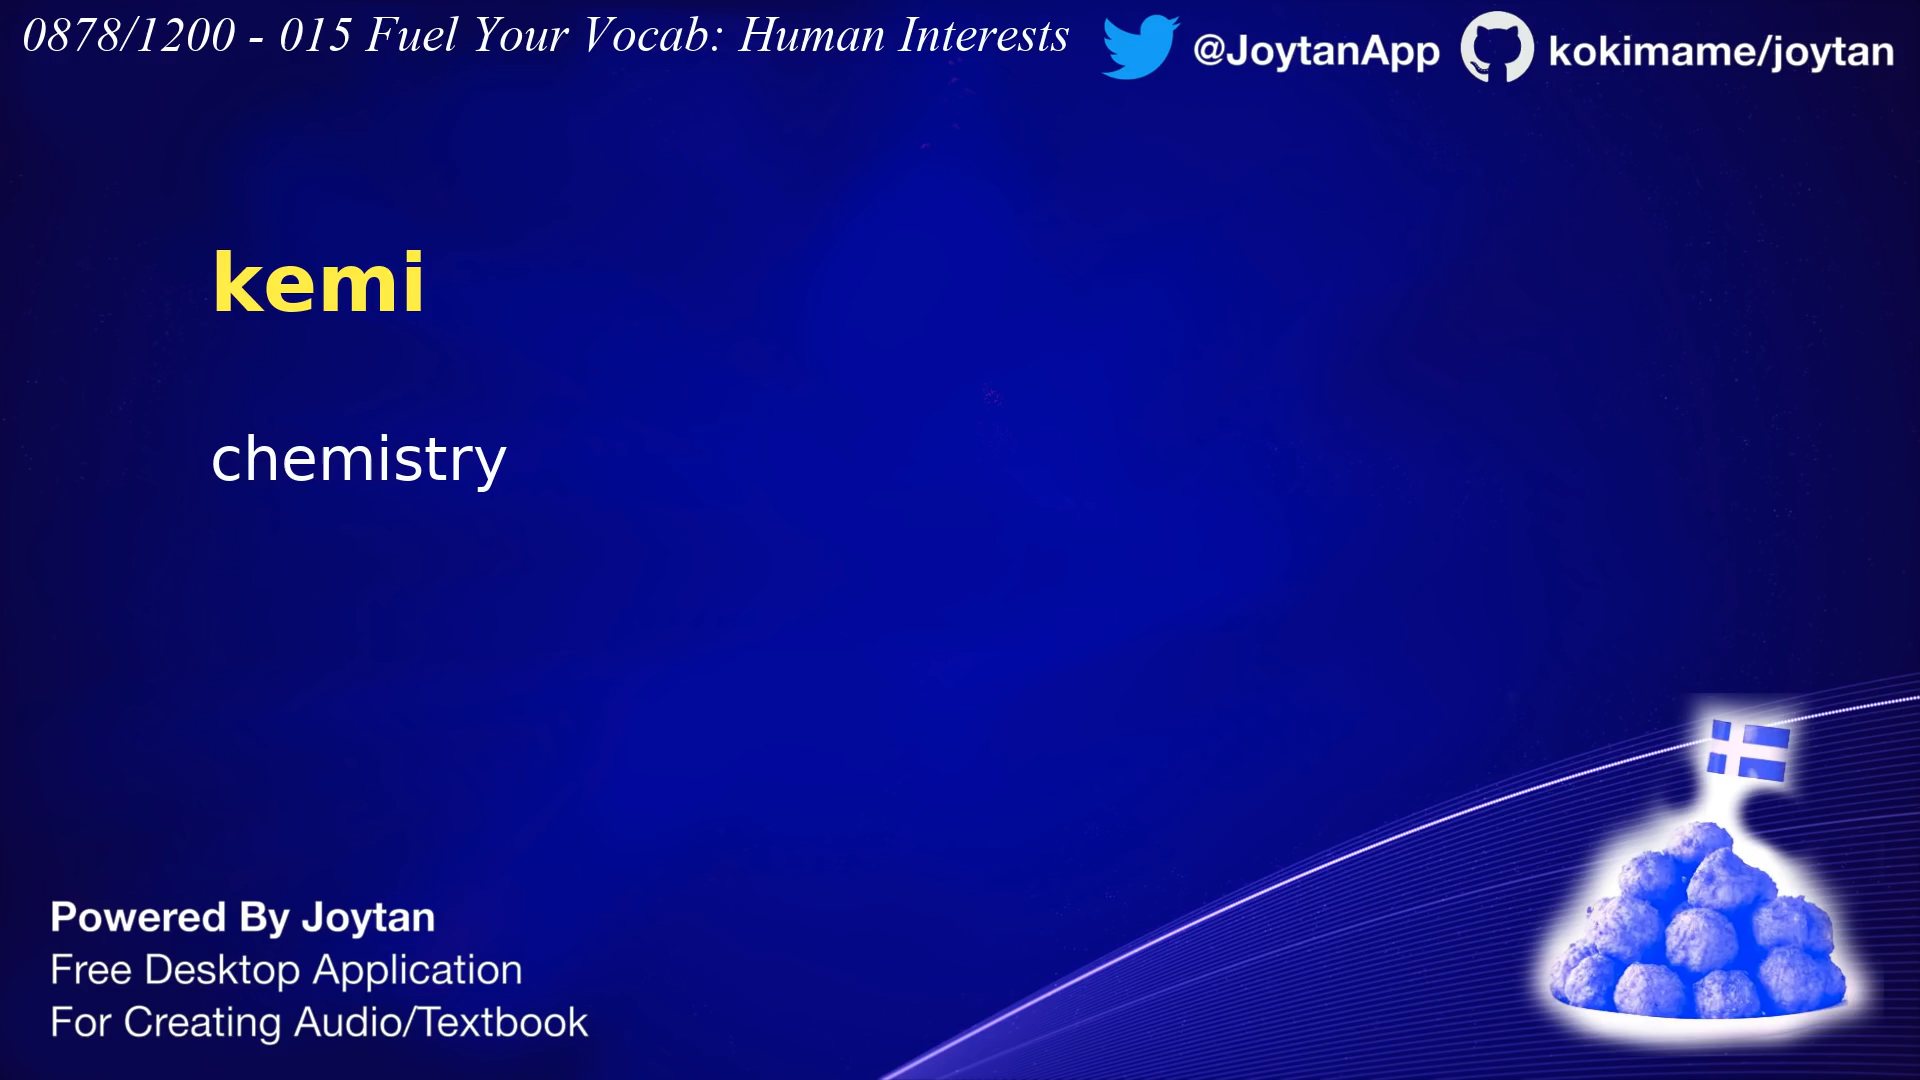 0878/1200 - 015 Fuel Your Vocab: Human Interests
@JoytanApp
kokimame/joytan
kemi
chemistry
Powered By Joytan
Free Desktop Application
For Creating Audio/Textbook